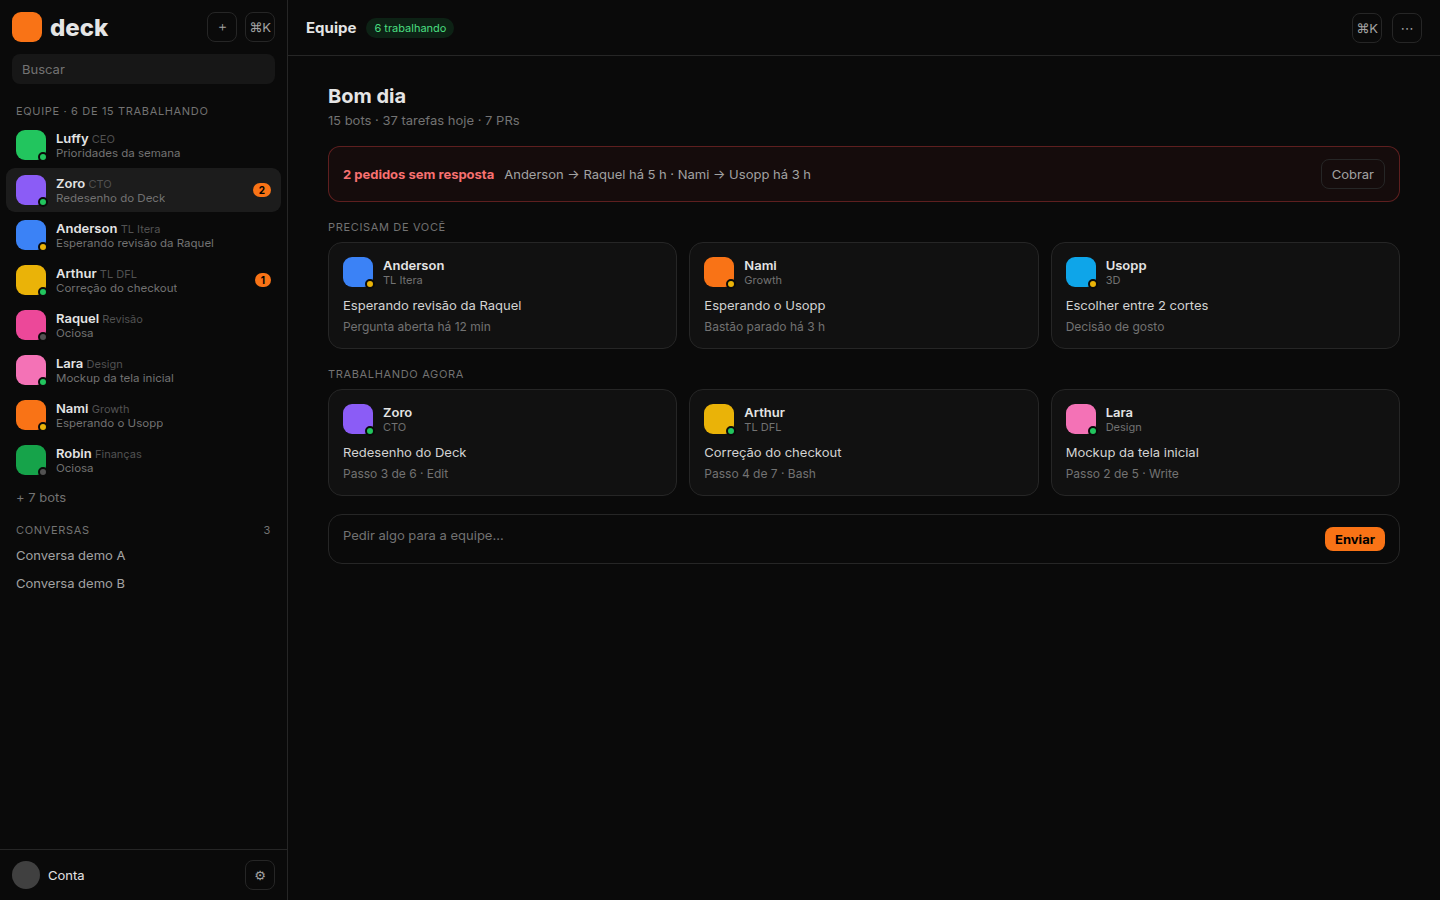 deck
+
⌘K
Buscar
EQUIPE · 6 DE 15 TRABALHANDO
Luffy CEO
Prioridades da semana
Zoro CTO
Redesenho do Deck
2
Anderson TL Itera
Esperando revisão da Raquel
Arthur TL DFL
Correção do checkout
1
Raquel Revisão
Ociosa
Lara Design
Mockup da tela inicial
Nami Growth
Esperando o Usopp
Robin Finanças
Ociosa
+ 7 bots
CONVERSAS 3
Conversa demo A
Conversa demo B
Conta
⚙
Equipe 6 trabalhando
⌘K
⋯
Bom dia
15 bots · 37 tarefas hoje · 7 PRs
2 pedidos sem resposta Anderson → Raquel há 5 h · Nami → Usopp há 3 h
Cobrar
PRECISAM DE VOCÊ
Anderson
TL Itera
Esperando revisão da Raquel
Pergunta aberta há 12 min
Nami
Growth
Esperando o Usopp
Bastão parado há 3 h
Usopp
3D
Escolher entre 2 cortes
Decisão de gosto
TRABALHANDO AGORA
Zoro
CTO
Redesenho do Deck
Passo 3 de 6 · Edit
Arthur
TL DFL
Correção do checkout
Passo 4 de 7 · Bash
Lara
Design
Mockup da tela inicial
Passo 2 de 5 · Write
Pedir algo para a equipe...
Enviar